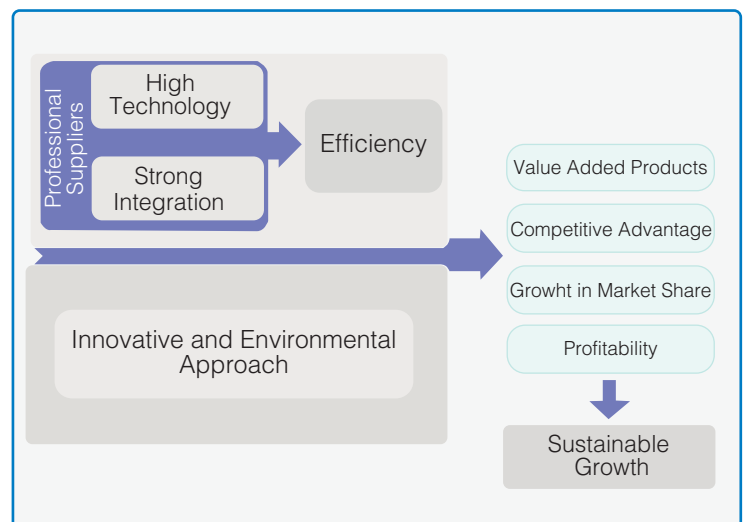 Professional
Suppliers
High
Technology
Strong
Integration
Efficiency
Innovative and Environmental
Approach
Value Added Products
Competitive Advantage
Growht in Market Share
Profitability
Sustainable
Growth